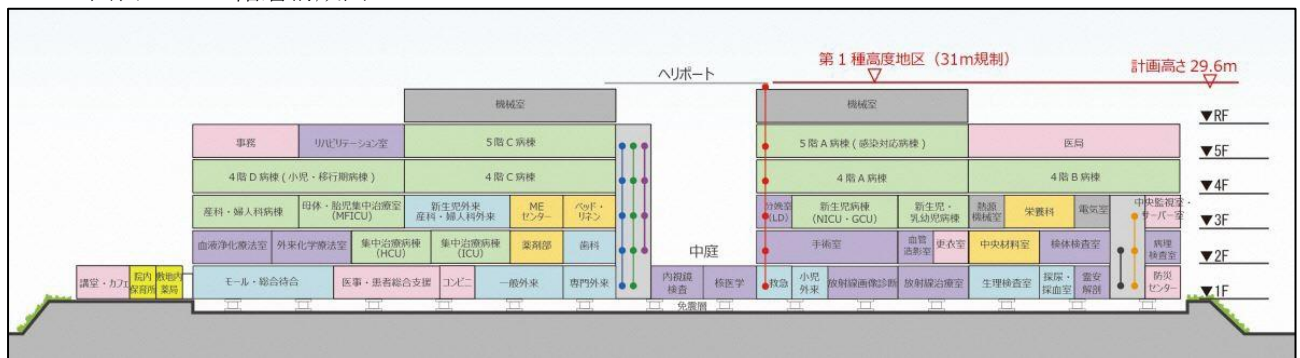 第1種高度地区（31m規制）
計画高さ 29.6m
ヘリポート
機械室
機械室
▼RF
事務
リハビリテーション室
5階C病棟
5階A病棟（感染対応病棟）
医局
▼5F
4階D病棟（小児・移行期病棟）
4階C病棟
4階A病棟
4階B病棟
▼4F
産科・婦人科病棟
母体・胎児集中治療室
（MFICU）
新生児外来
産科・婦人科外来
ME
センター
ベッド・
リネン
分娩室
（LD）
新生児病棟
（NICU・GCU）
新生児・
乳幼児病棟
熱源
機械室
栄養科
電気室
中央監視室・
サーバー室
▼3F
血液浄化療法室
外来化学療法室
集中治療病棟
（HCU）
集中治療病棟
（ICU）
薬剤部
歯科
中庭
手術室
血管
造影室
更衣室
中央材料室
検体検査室
病理
検査室
▼2F
講堂・カフェ
院内
保育所
敷地内
薬局
モール・総合待合
医事・患者総合支援
コンビニ
一般外来
専門外来
内視鏡
検査
核医学
救急
小児
外来
放射線画像診断
放射線治療室
生理検査室
採尿・
採血室
霊安
解剖
防災
センター
▼1F
免震層